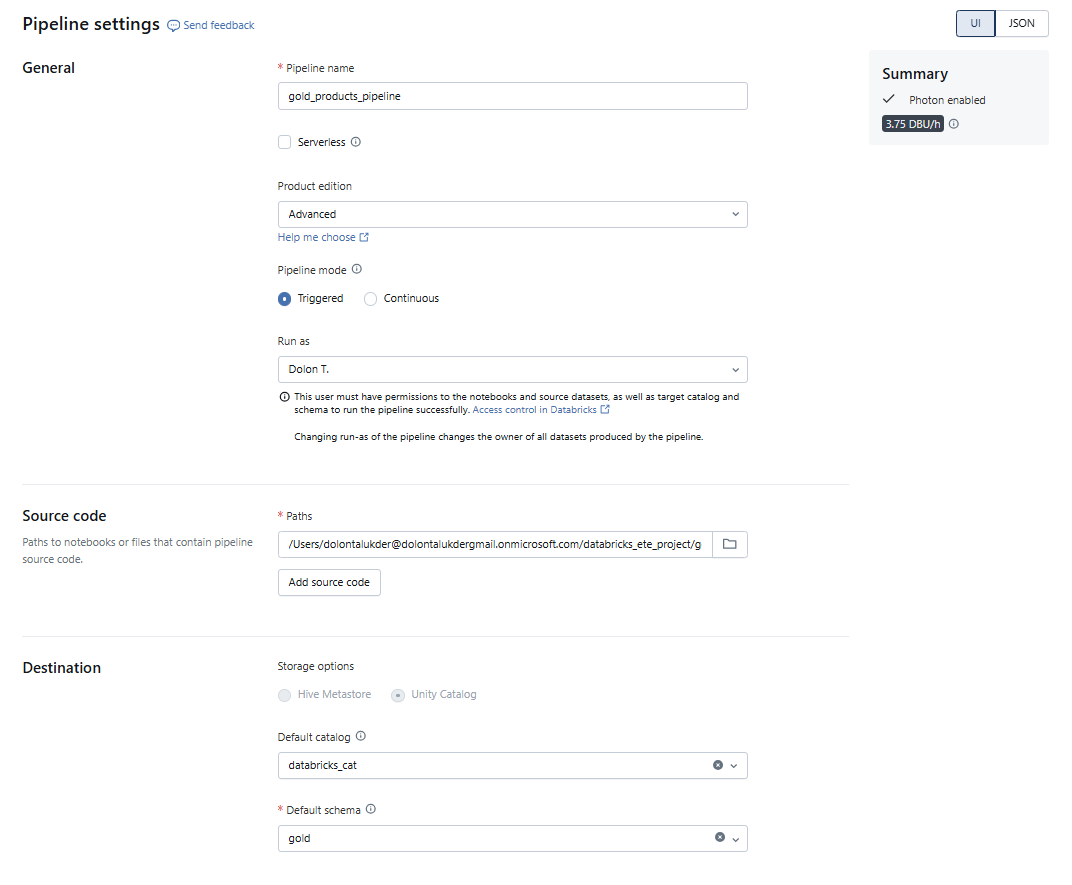 Pipeline settings Send feedback
UI JSON
General
* Pipeline name
gold_products_pipeline
Serverless
Product edition
Advanced
Help me choose
Pipeline mode
Triggered Continuous
Run as
Dolon T.
This user must have permissions to the notebooks and source datasets, as well as target catalog and
schema to run the pipeline successfully. Access control in Databricks
Changing run-as of the pipeline changes the owner of all datasets produced by the pipeline.
Summary
Photon enabled
3.75 DBU/h
Source code
Paths to notebooks or files that contain pipeline
source code.
* Paths
/Users/dolontalukder@dolontalukdergmail.onmicrosoft.com/databricks_ete_project/g
Add source code
Destination
Storage options
Hive Metastore Unity Catalog
Default catalog
databricks_cat
* Default schema
gold